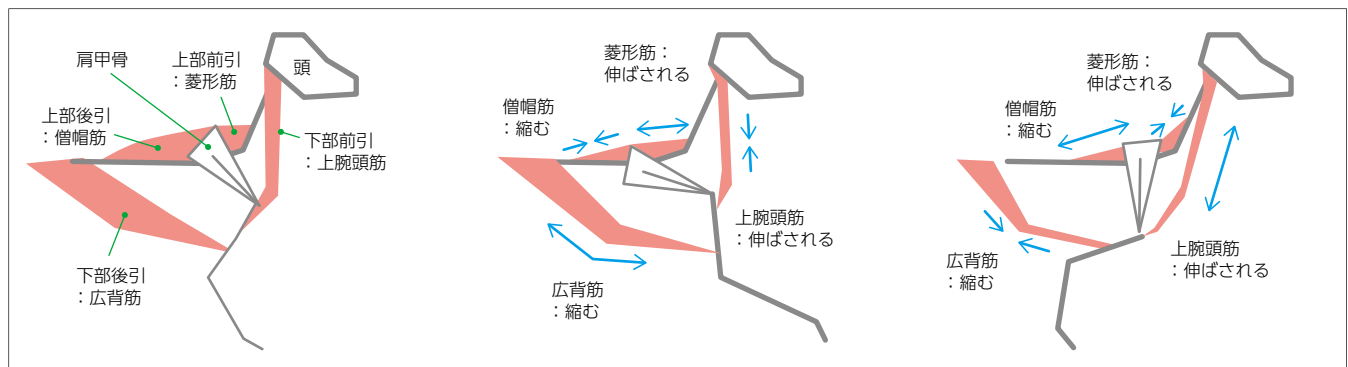 肩甲骨
上部前引
：菱形筋
頭
上部後引
：僧帽筋
下部前引
：上腕頭筋
下部後引
：広背筋
菱形筋：
伸ばされる
僧帽筋
：縮む
上腕頭筋
：伸ばされる
広背筋
：縮む
菱形筋：
伸ばされる
僧帽筋
：縮む
上腕頭筋
：伸ばされる
広背筋
：縮む